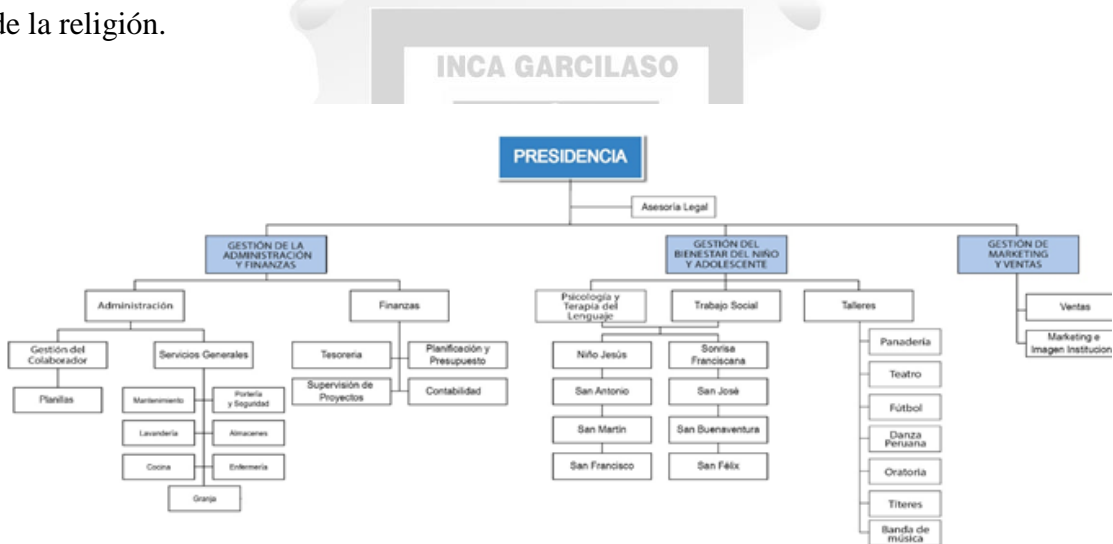 de la religión.
INCA GARCILASO
PRESIDENCIA
Asesoría Legal
GESTIÓN DE LA
ADMINISTRACIÓN
Y FINANZAS
GESTIÓN DEL
BIENESTAR DEL NIÑO
Y ADOLESCENTE
GESTIÓN DE
MARKETING
Y VENTAS
Administración
Finanzas
Psicología y
Terapia del
Lenguaje
Trabajo Social
Talleres
Ventas
Marketing e
Imagen Institucion
Gestión del
Colaborador
Servicios Generales
Planillas
Mantenimiento
Portería
y Seguridad
Lavandería
Almacenes
Cocina
Enfermería
Granja
Tesoreria
Planificación y
Presupuesto
Supervisión de
Proyectos
Contabilidad
Niño Jesús
Sonrisa
Franciscana
San Antonio
San José
San Martín
San Buenaventura
San Francisco
San Félix
Panadería
Teatro
Fútbol
Danza
Peruana
Oratoria
Títeres
Banda de
música